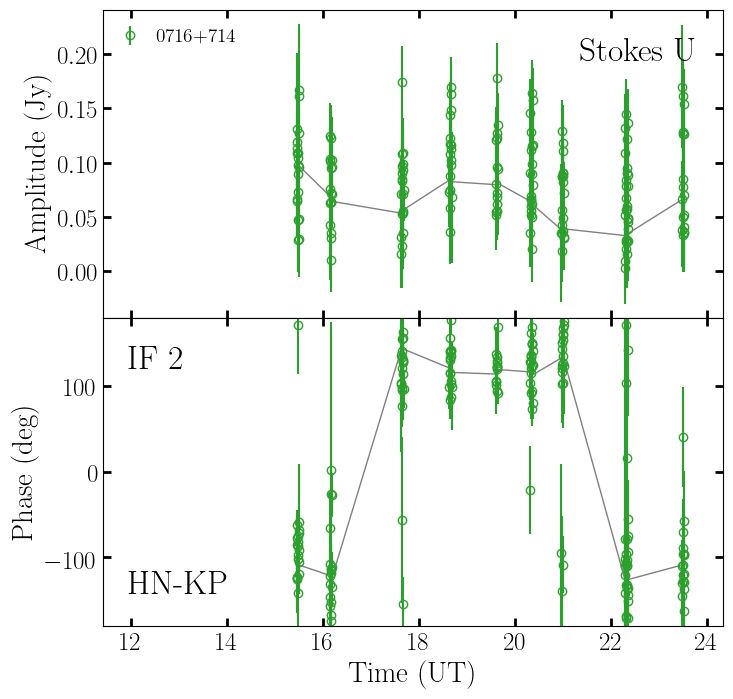 0716+714
Stokes U
0.20
0.15
0.10
0.05
0.00
Amplitude (Jy)
IF 2
100
0
−100
Phase (deg)
HN-KP
12 14 16 18 20 22 24
Time (UT)